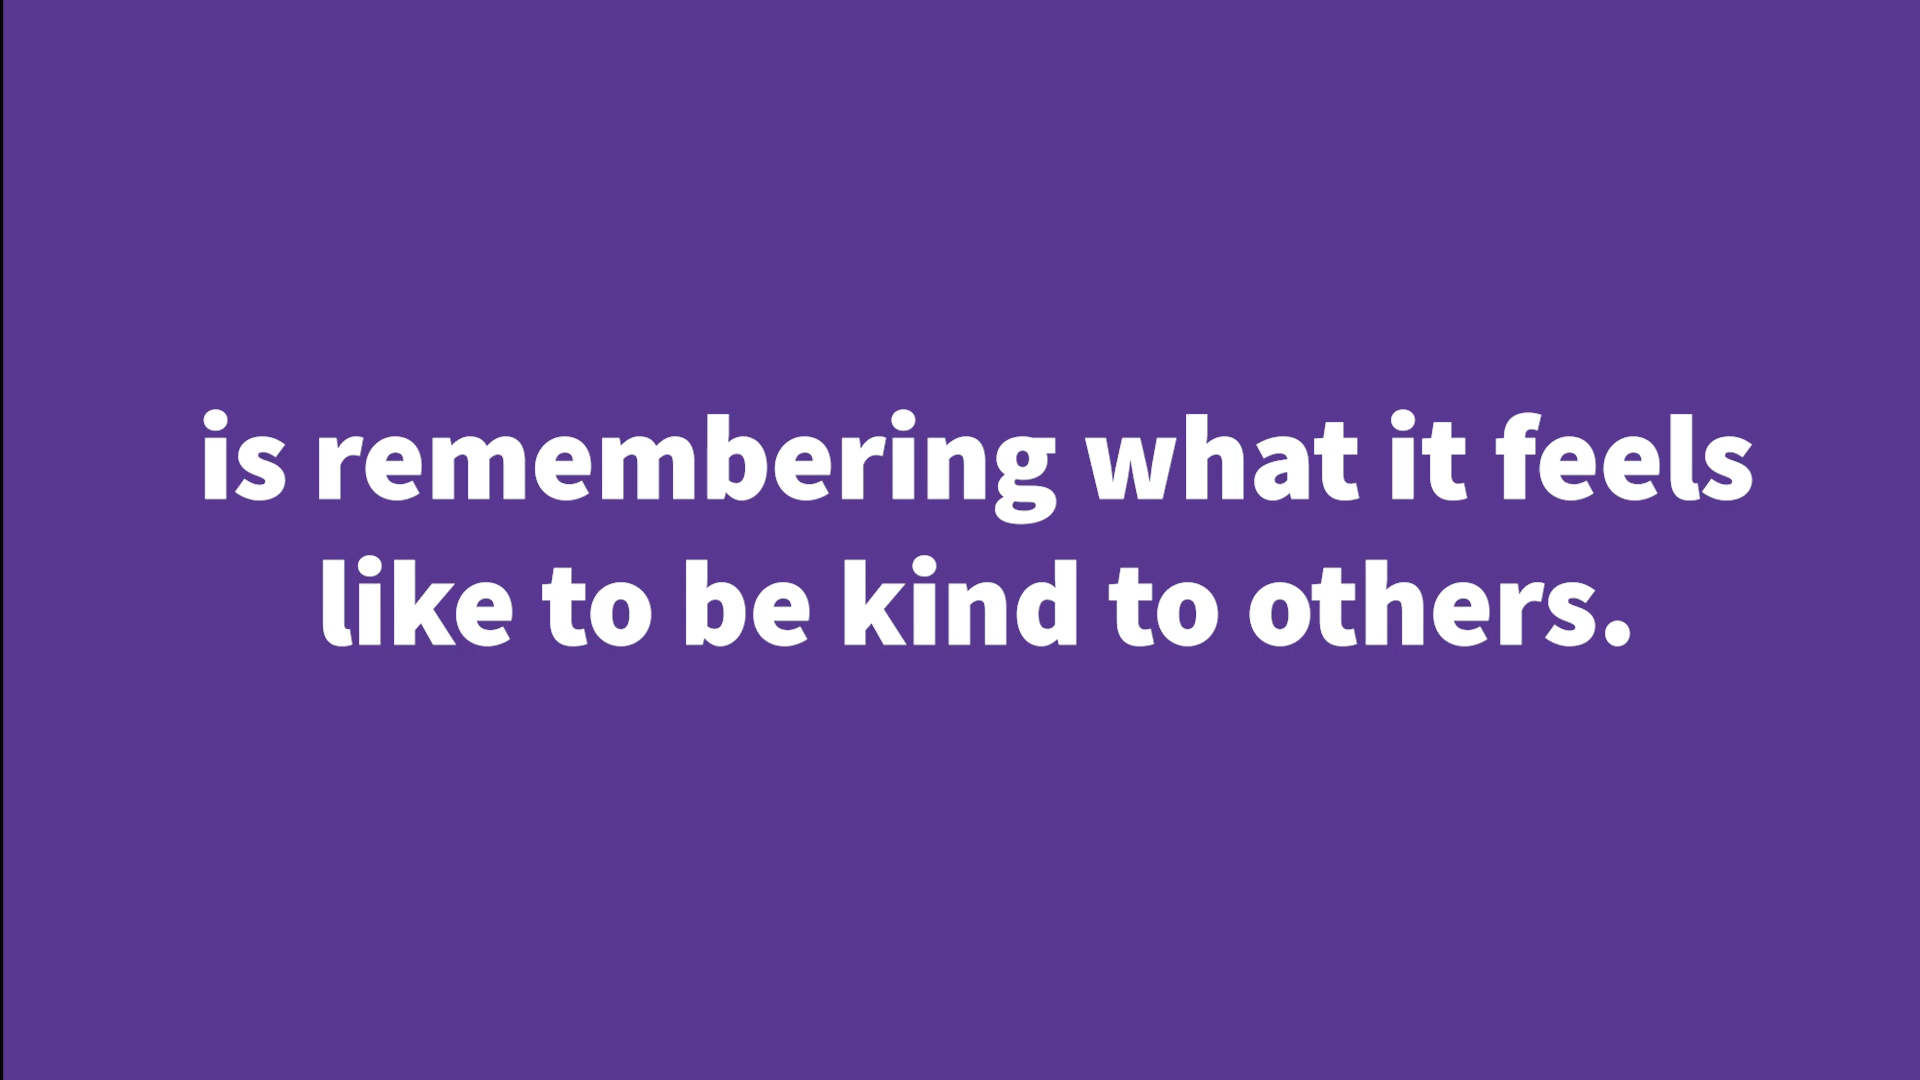 is remembering what it feels
like to be kind to others.